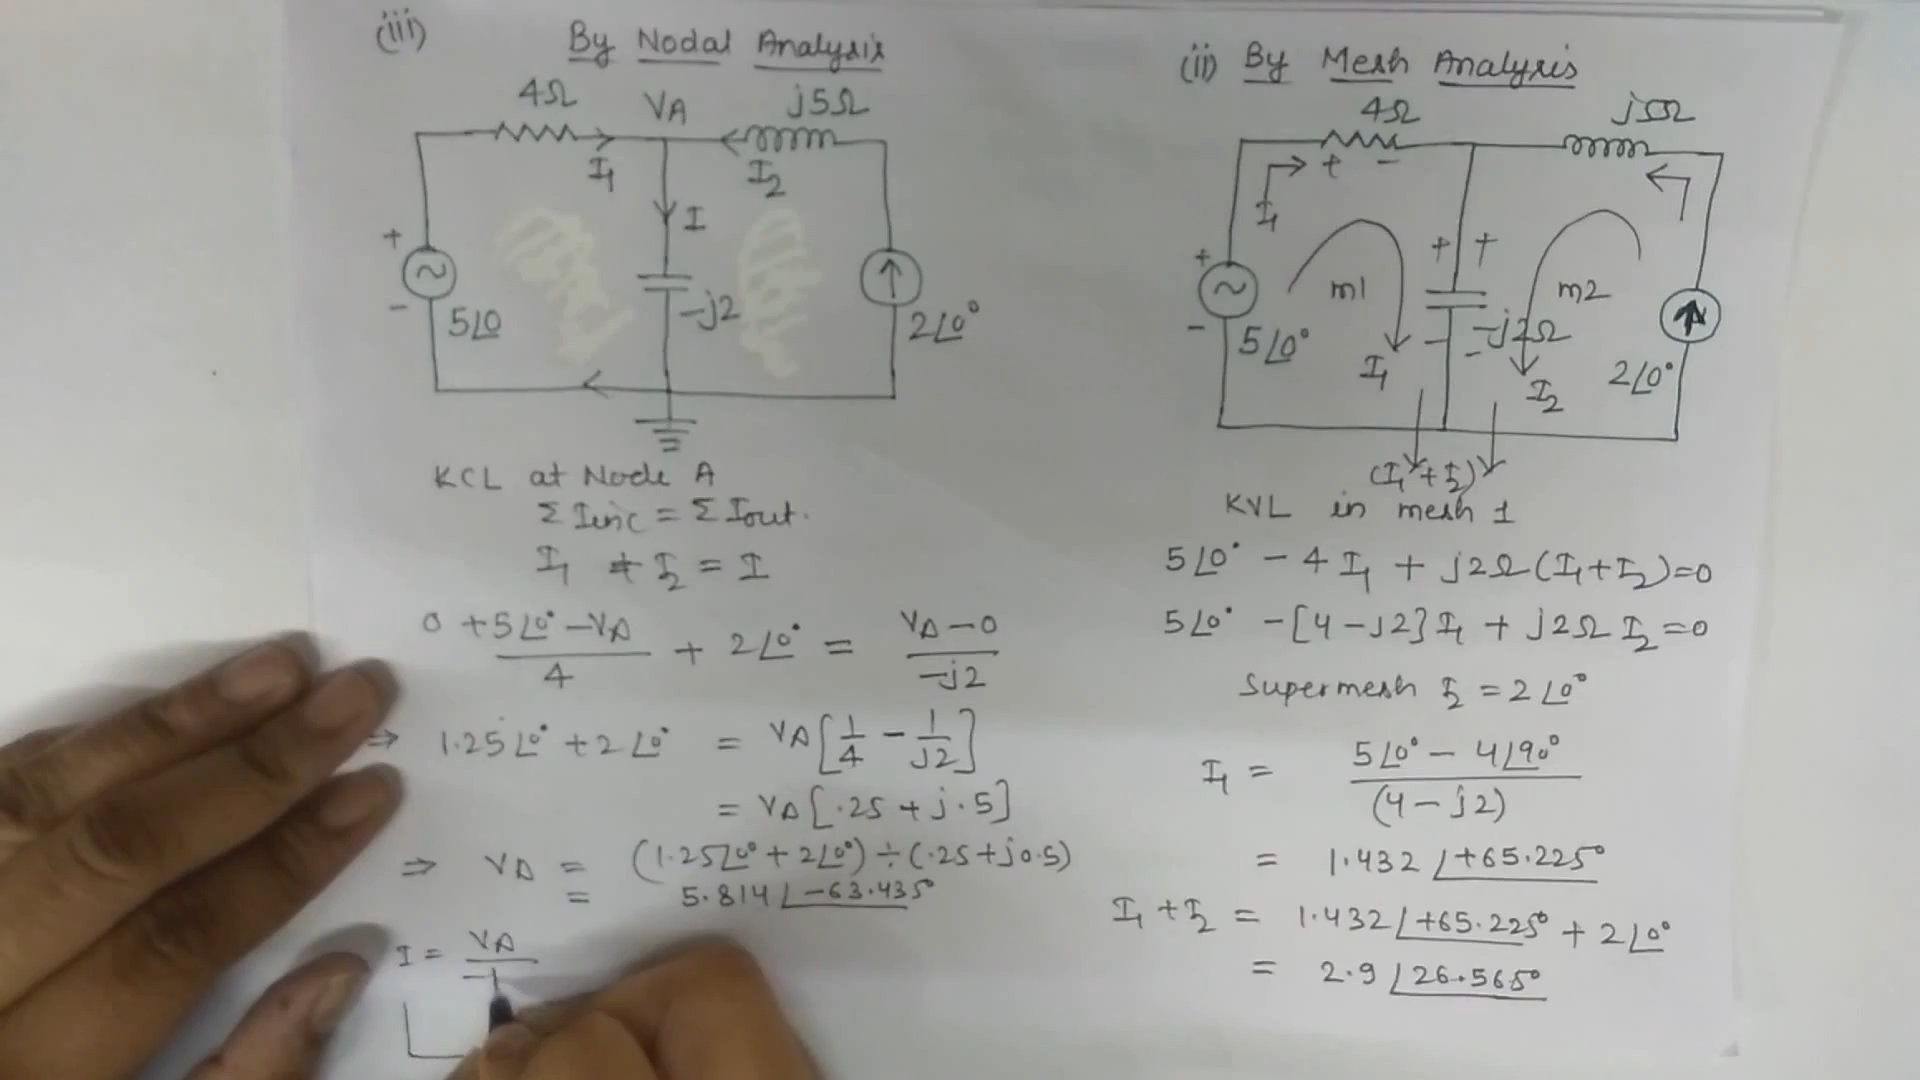 (iii) By Nodal Analysis
4Ω VA j5Ω
I1 I2
I
+
-
5∠0
-j2
2∠0°
KCL at Node A
Σ Iinc = Σ Iout.
I1 + I2 = I
0 + 5∠0° - VA / 4 + 2∠0° = VA - 0 / -j2
⇒ 1.25∠0° + 2∠0° = VA [1/4 - 1/j2]
= VA [.25 + j.5]
⇒ VA = (1.25∠0° + 2∠0°) ÷ (.25 + j0.5)
= 5.814∠-63.435°
I = VA / -
(ii) By Mesh Analysis
4Ω j5Ω
+ -
I1
+ +
+
-
m1 m2
5∠0°
-j2Ω
- -
I1 I2
2∠0°
(I1 + I2)
KVL in mesh 1
5∠0° - 4I1 + j2Ω(I1+I2)=0
5∠0° - [4 - j2] I1 + j2Ω I2 = 0
Supermesh I2 = 2∠0°
I1 = 5∠0° - 4∠90° / (4 - j2)
= 1.432 ∠+65.225°
I1 + I2 = 1.432 ∠+65.225° + 2∠0°
= 2.9 ∠26.565°